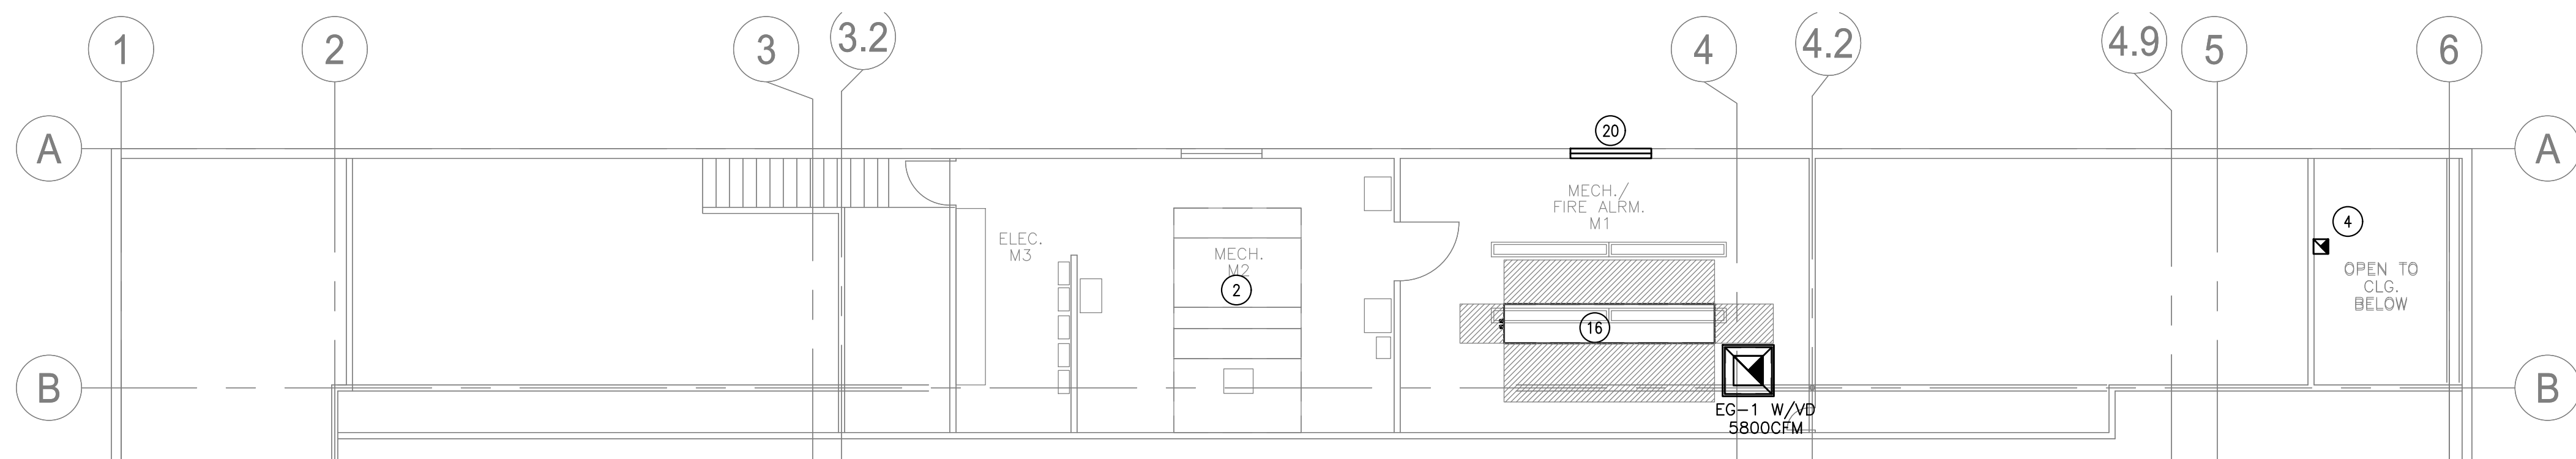 1
2
3
3.2
4
4.2
4.9
5
6
A
A
20
MECH./
FIRE ALRM.
M1
4
ELEC.
M3
MECH.
M2
2
OPEN TO
CLG.
BELOW
16
B
B
EG-1 W/VD
5800CFM